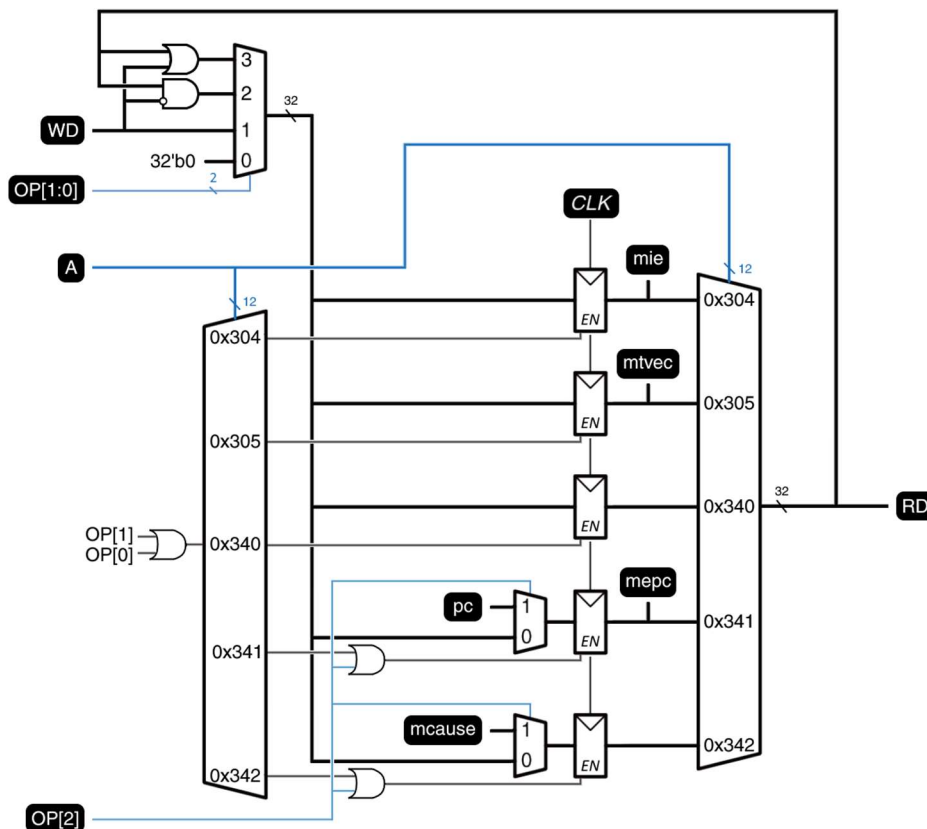 3
32
2
WD
1
32'b0
0
OP[1:0]
2
CLK
A
mie
12
12
0x304
0x304
EN
mtvec
0x305
EN
0x305
32
0x340
RD
OP[1]
OP[0]
0x340
EN
mepc
pc
1
0x341
0
EN
0x341
mcause
1
0x342
0
EN
0x342
OP[2]